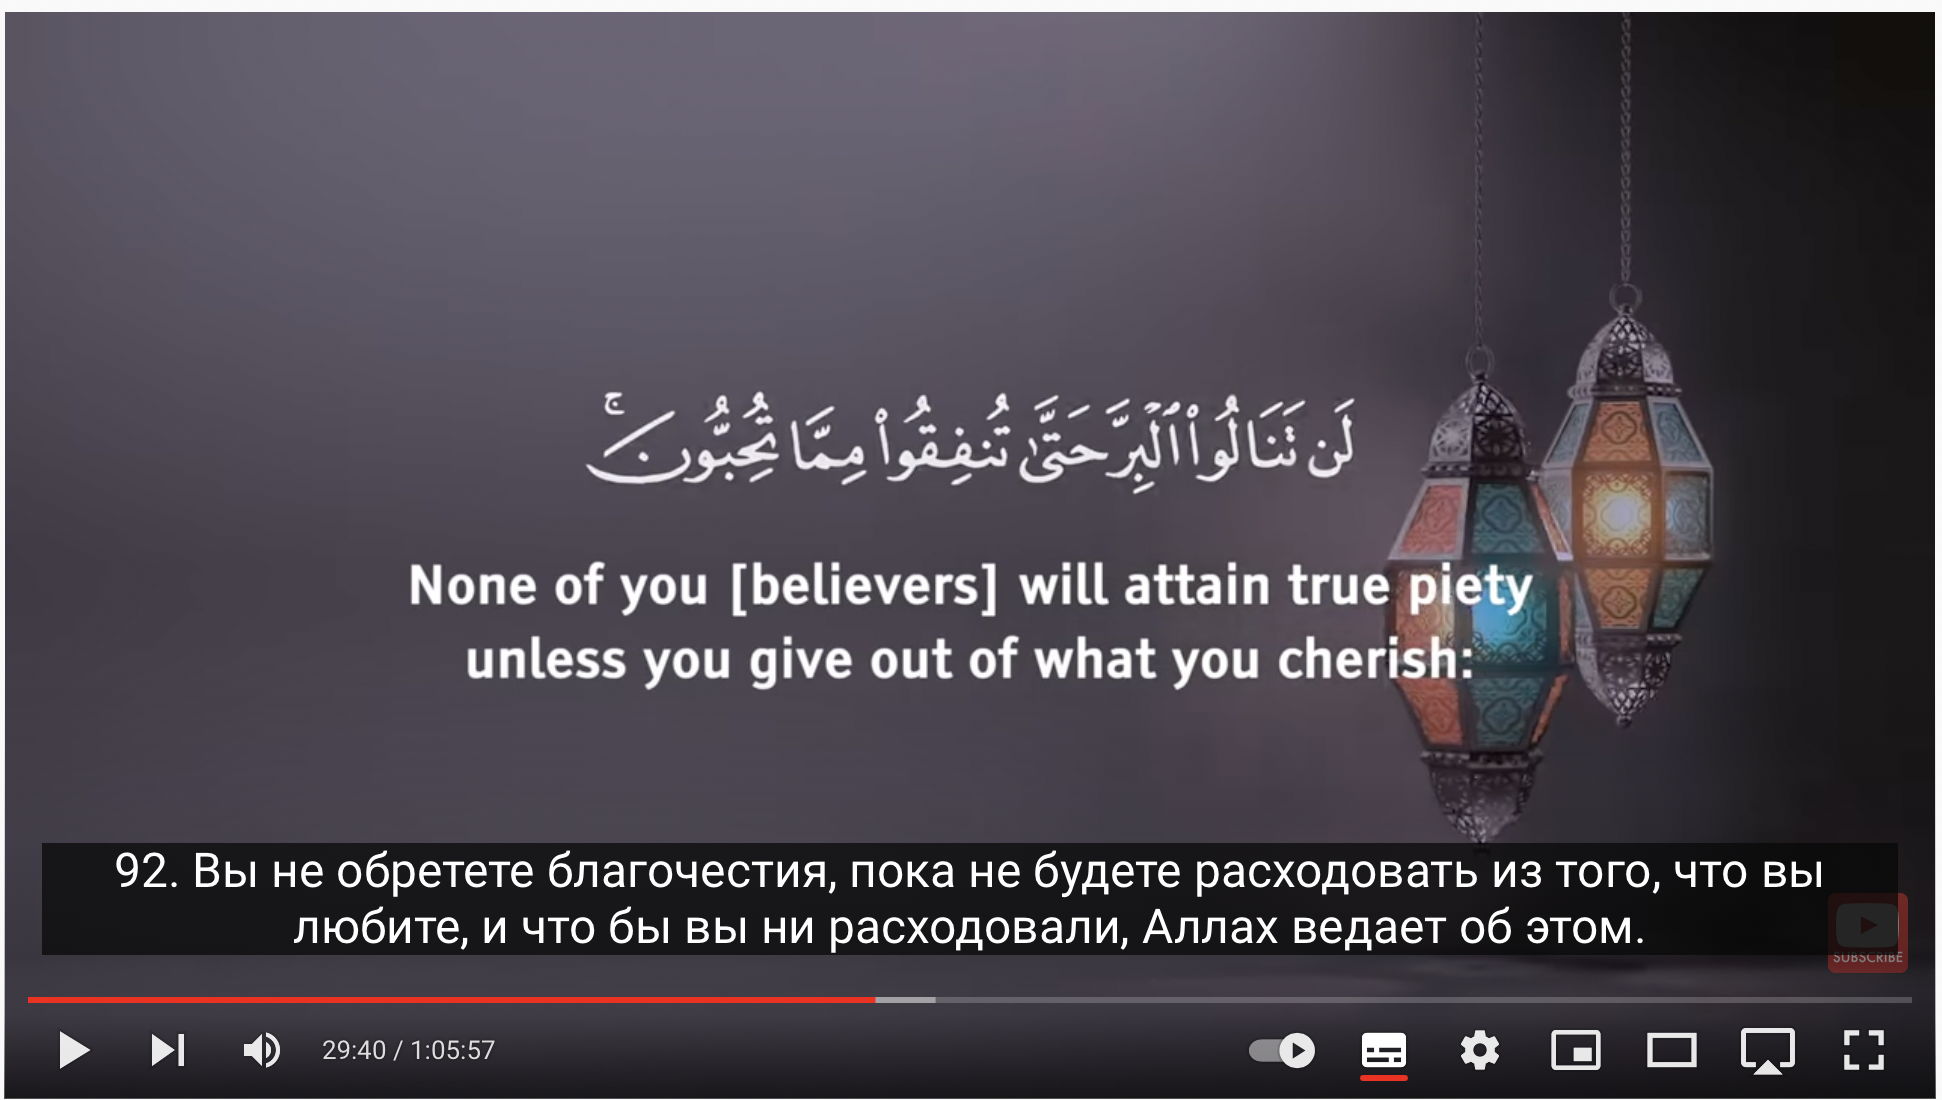 لَن تَنَالُوا۟ ٱلْبِرَّ حَتَّىٰ تُنفِقُوا۟ مِمَّا تُحِبُّونَ ۚ
None of you [believers] will attain true piety
unless you give out of what you cherish:
92. Вы не обретете благочестия, пока не будете расходовать из того, что вы
любите, и что бы вы ни расходовали, Аллах ведает об этом.
SUBSCRIBE
29:40 / 1:05:57